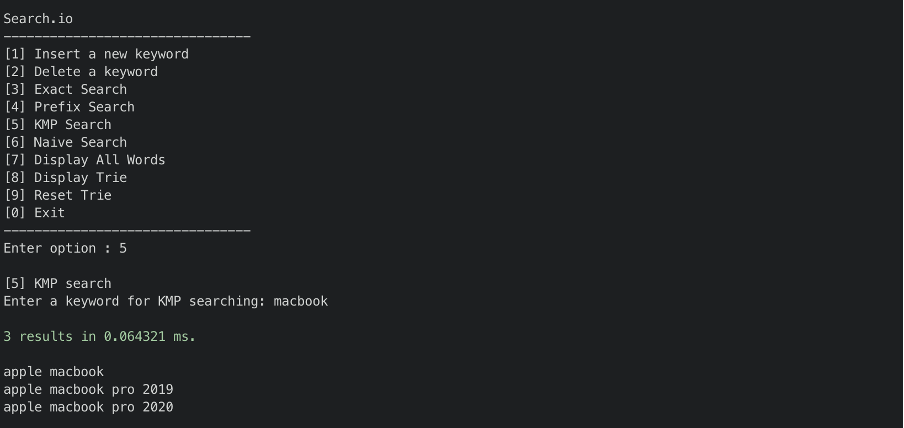 Search.io
--------------------------------
[1] Insert a new keyword
[2] Delete a keyword
[3] Exact Search
[4] Prefix Search
[5] KMP Search
[6] Naive Search
[7] Display All Words
[8] Display Trie
[9] Reset Trie
[0] Exit
--------------------------------
Enter option : 5
[5] KMP search
Enter a keyword for KMP searching: macbook
3 results in 0.064321 ms.
apple macbook
apple macbook pro 2019
apple macbook pro 2020